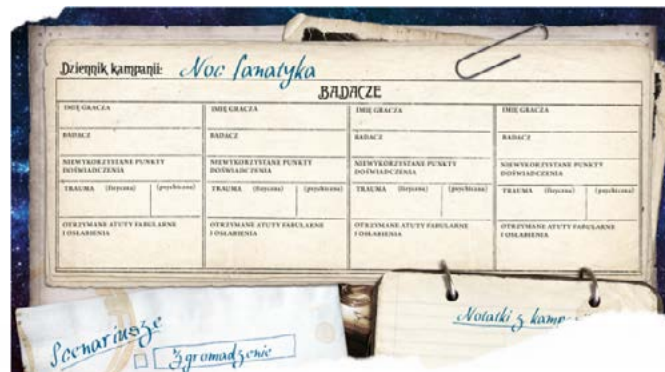 Dziennik kampanii: Noc fanatyka
BADACZE
IMIĘ GRACZA IMIĘ GRACZA IMIĘ GRACZA IMIĘ GRACZA
BADACZ BADACZ BADACZ BADACZ
NIEWYKORZYSTANE PUNKTY DOŚWIADCZENIA NIEWYKORZYSTANE PUNKTY DOŚWIADCZENIA NIEWYKORZYSTANE PUNKTY DOŚWIADCZENIA NIEWYKORZYSTANE PUNKTY DOŚWIADCZENIA
TRAUMA (fizyczna) (psychiczna) TRAUMA (fizyczna) (psychiczna) TRAUMA (fizyczna) (psychiczna) TRAUMA (fizyczna) (psychiczna)
OTRZYMANE ATUTY FABULARNE I OSŁABIENIA OTRZYMANE ATUTY FABULARNE I OSŁABIENIA OTRZYMANE ATUTY FABULARNE I OSŁABIENIA OTRZYMANE ATUTY FABULARNE I OSŁABIENIA
Scenariusze
Zgromadzenie
Notatki z